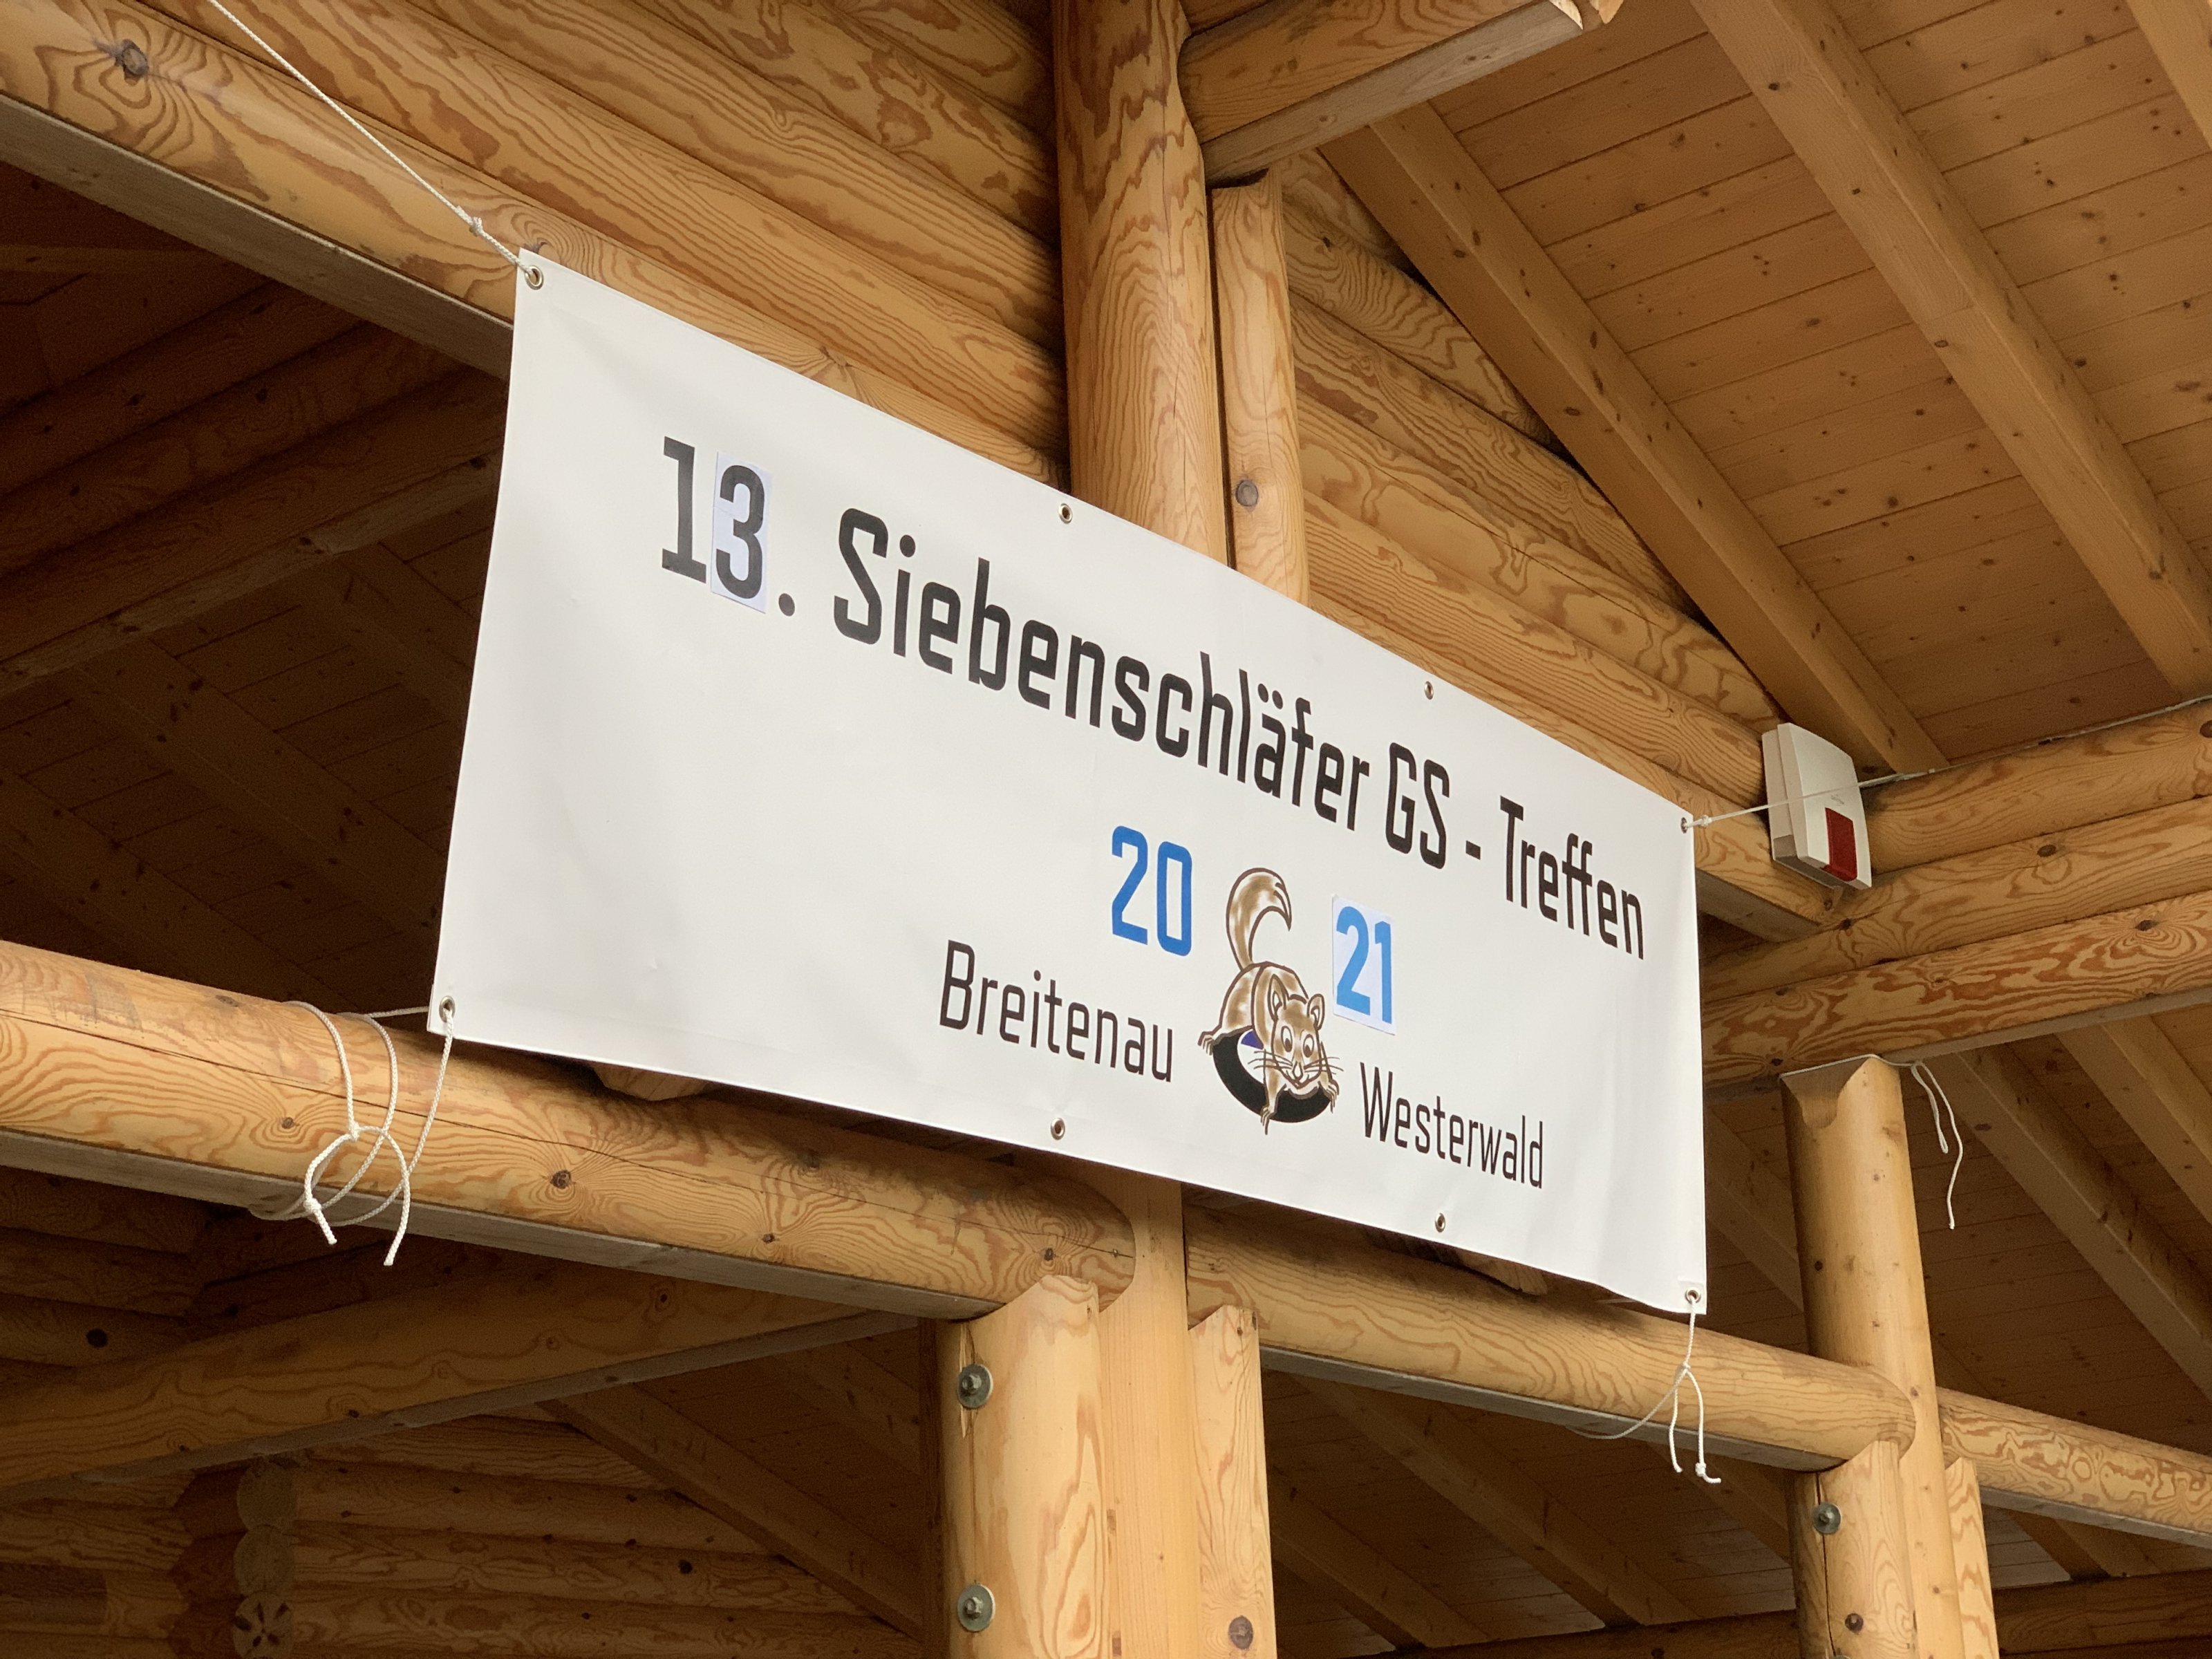 13. Siebenschläfer GS - Treffen
20 21
Breitenau Westerwald